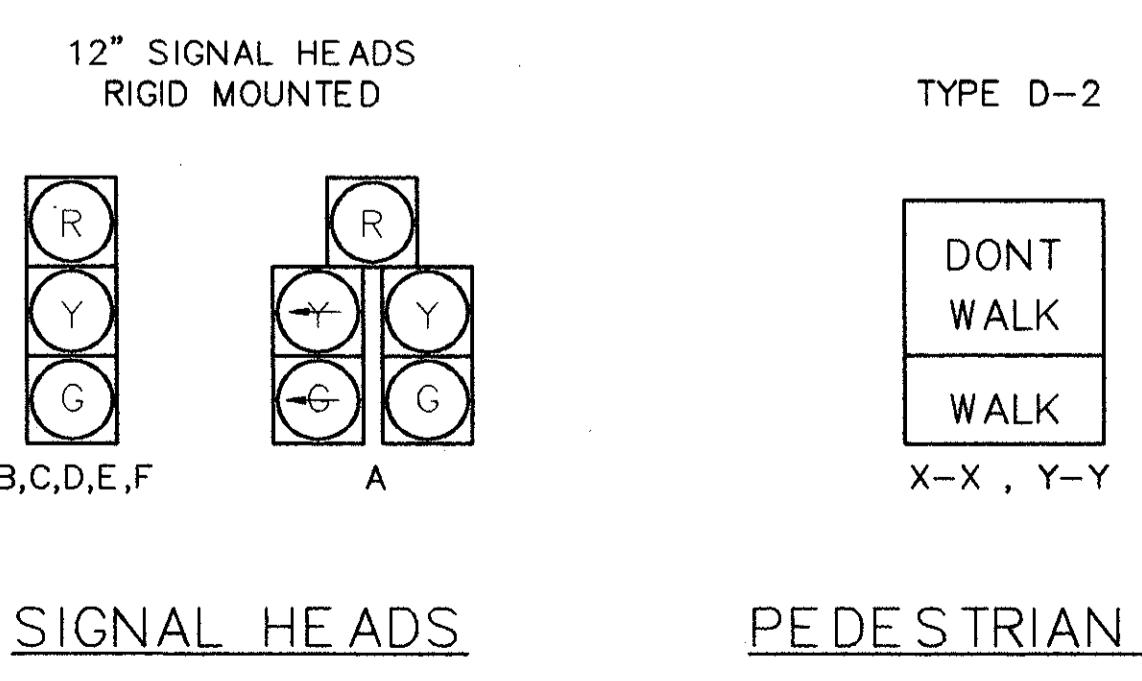 12" SIGNAL HEADS
RIGID MOUNTED
TYPE D-2
R
Y
G
R
Y Y
G G
DONT
WALK
WALK
B,C,D,E,F
A
X-X , Y-Y
SIGNAL HEADS
PEDESTRIAN